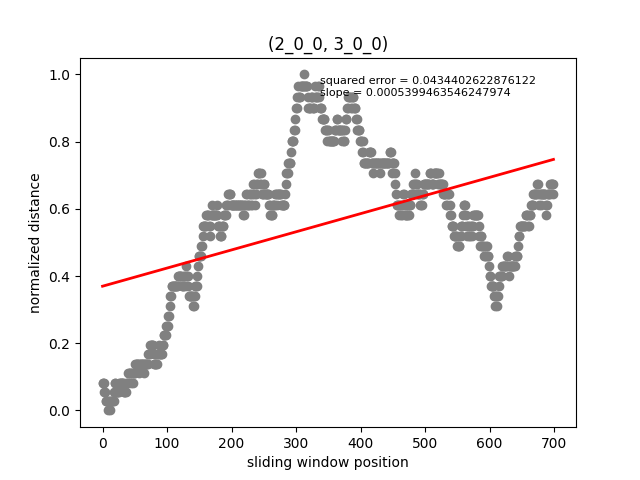 (2_0_0, 3_0_0)
squared error = 0.0434402622876122
slope = 0.0005399463546247974
1.0
0.8
0.6
0.4
0.2
0.0
normalized distance
0 100 200 300 400 500 600 700
sliding window position